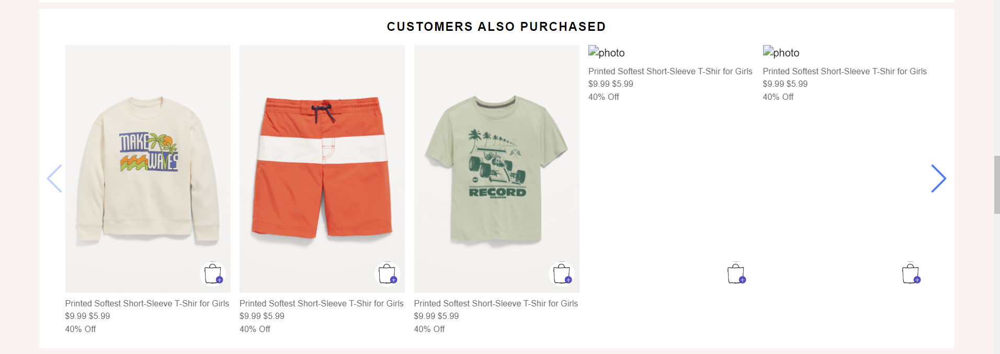 CUSTOMERS ALSO PURCHASED
MAKE
WAVES
RECORD
BREAKER
photo
photo
Printed Softest Short-Sleeve T-Shir for Girls
$9.99 $5.99
40% Off
Printed Softest Short-Sleeve T-Shir for Girls
$9.99 $5.99
40% Off
Printed Softest Short-Sleeve T-Shir for Girls
$9.99 $5.99
40% Off
Printed Softest Short-Sleeve T-Shir for Girls
$9.99 $5.99
40% Off
Printed Softest Short-Sleeve T-Shir for Girls
$9.99 $5.99
40% Off